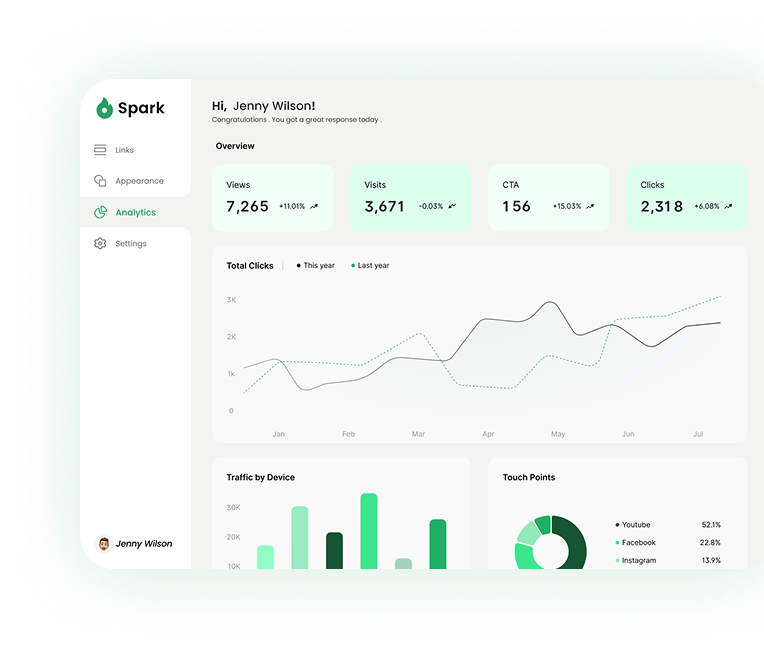 Spark
Links
Appearance
Analytics
Settings
Jenny Wilson
Hi, Jenny Wilson!
Congratulations . You got a great response today .
Overview
Views
7,265 +11.01%
Visits
3,671 -0.03%
CTA
156 +15.03%
Clicks
2,318 +6.08%
Total Clicks This year Last year
3K
2K
1k
0
Jan Feb Mar Apr May Jun Jul
Traffic by Device
30K
20K
10K
Touch Points
Youtube 52.1%
Facebook 22.8%
Instagram 13.9%